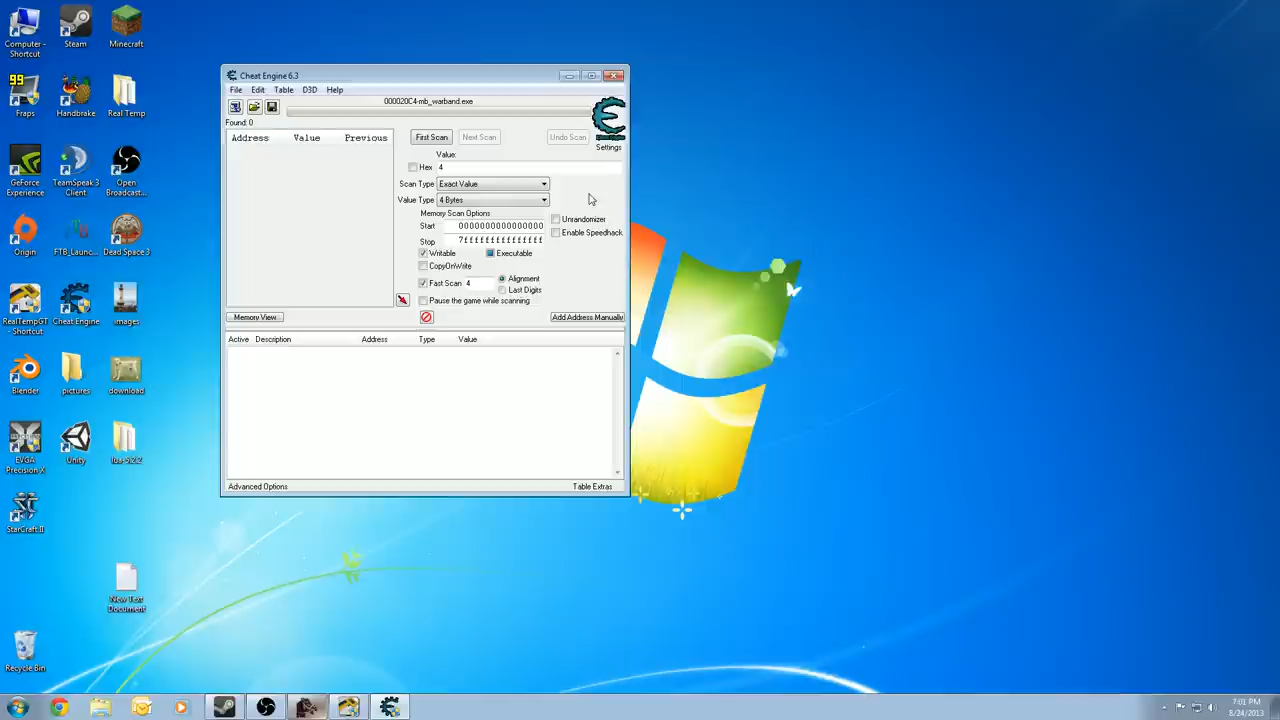 Computer - Shortcut
Steam
Minecraft
99
Fraps
Handbrake
Real Temp
GeForce Experience
TeamSpeak 3 Client
Open Broadcast...
Origin
FTB_Launc...
Dead Space 3
RealTempGT - Shortcut
Cheat Engine
images
Blender
pictures
download
EVGA Precision X
Unity
lua-5.2.2
StarCraft II
New Text Document
Recycle Bin
Cheat Engine 6.3
File Edit Table D3D Help
000020C4-mb_warband.exe
Found: 0
Settings
Address Value Previous
First Scan Next Scan Undo Scan
Value:
Hex 4
Scan Type Exact Value
Value Type 4 Bytes
Memory Scan Options
Start 0000000000000000
Stop 7fffffffffffffff
Unrandomizer
Enable Speedhack
Writable Executable
CopyOnWrite
Fast Scan 4 Alignment
Last Digits
Pause the game while scanning
Memory View Add Address Manually
Active Description Address Type Value
Advanced Options Table Extras
7:01 PM
8/24/2013